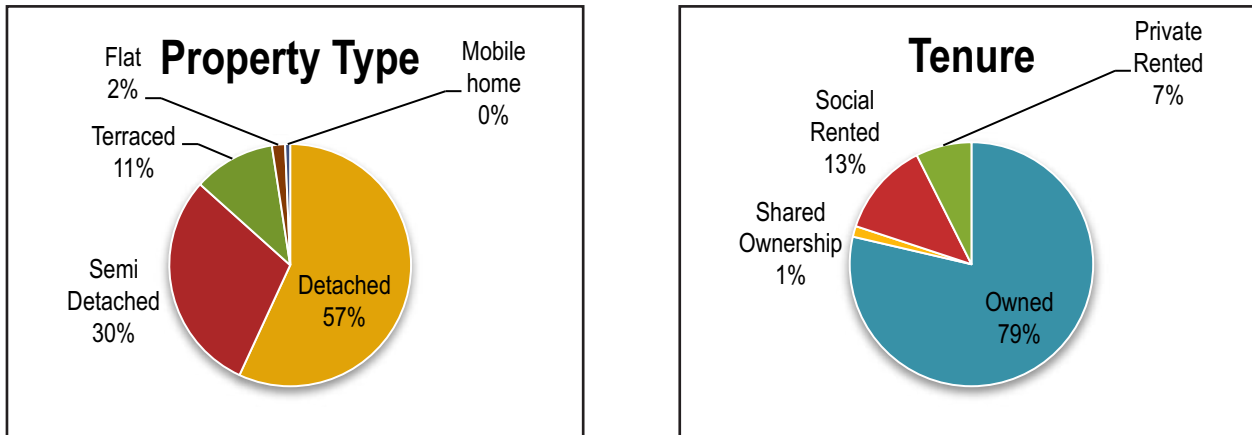 Property Type
Flat
2%
Mobile
home
0%
Terraced
11%
Semi
Detached
30%
Detached
57%
Tenure
Private
Rented
7%
Social
Rented
13%
Shared
Ownership
1%
Owned
79%